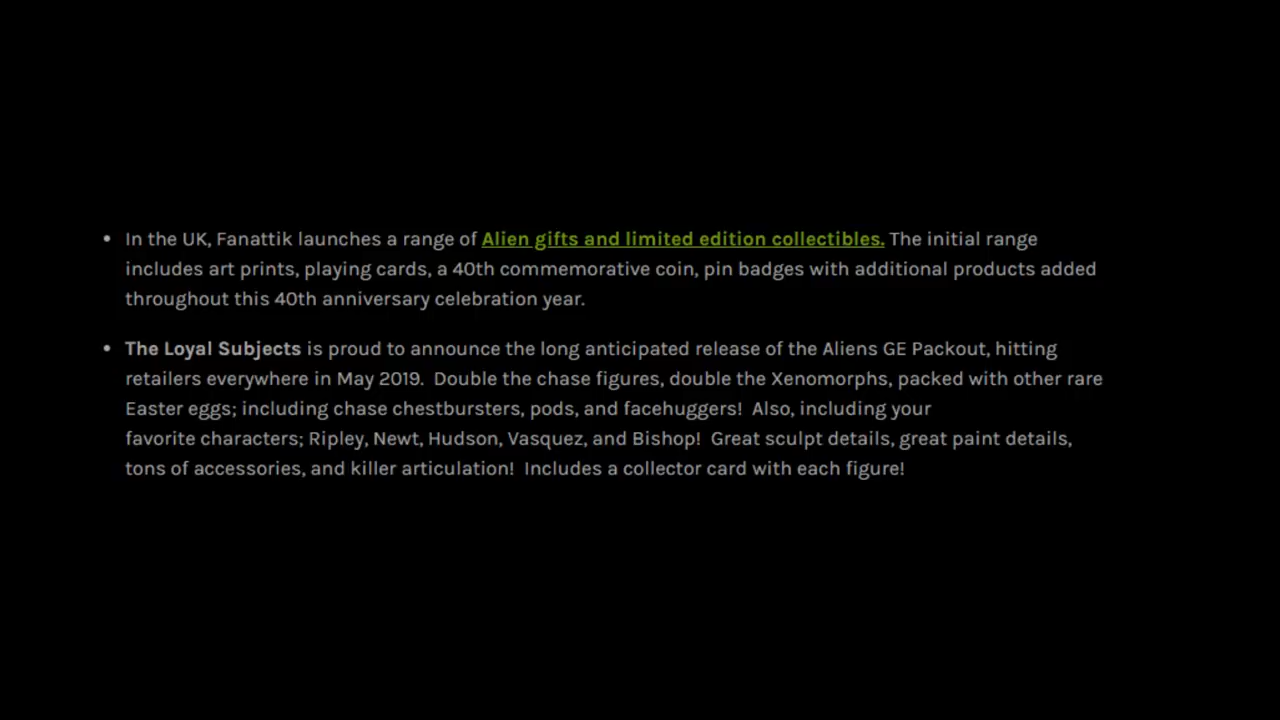 • In the UK, Fanattik launches a range of Alien gifts and limited edition collectibles. The initial range
includes art prints, playing cards, a 40th commemorative coin, pin badges with additional products added
throughout this 40th anniversary celebration year.
• The Loyal Subjects is proud to announce the long anticipated release of the Aliens GE Packout, hitting
retailers everywhere in May 2019.  Double the chase figures, double the Xenomorphs, packed with other rare
Easter eggs; including chase chestbursters, pods, and facehuggers!  Also, including your
favorite characters; Ripley, Newt, Hudson, Vasquez, and Bishop!  Great sculpt details, great paint details,
tons of accessories, and killer articulation!  Includes a collector card with each figure!